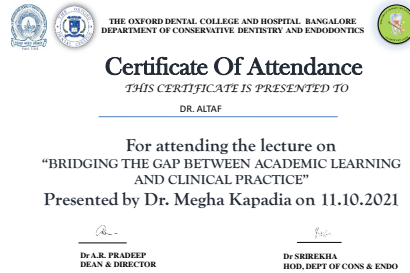 THE OXFORD DENTAL COLLEGE AND HOSPITAL BANGALORE
DEPARTMENT OF CONSERVATIVE DENTISTRY AND ENDODONTICS
Certificate Of Attendance
THIS CERTIFICATE IS PRESENTED TO
DR. ALTAF
For attending the lecture on
“BRIDGING THE GAP BETWEEN ACADEMIC LEARNING
AND CLINICAL PRACTICE”
Presented by Dr. Megha Kapadia on 11.10.2021
Dr A.R. PRADEEP
DEAN & DIRECTOR
Dr SRIREKHA
HOD, DEPT OF CONS & ENDO